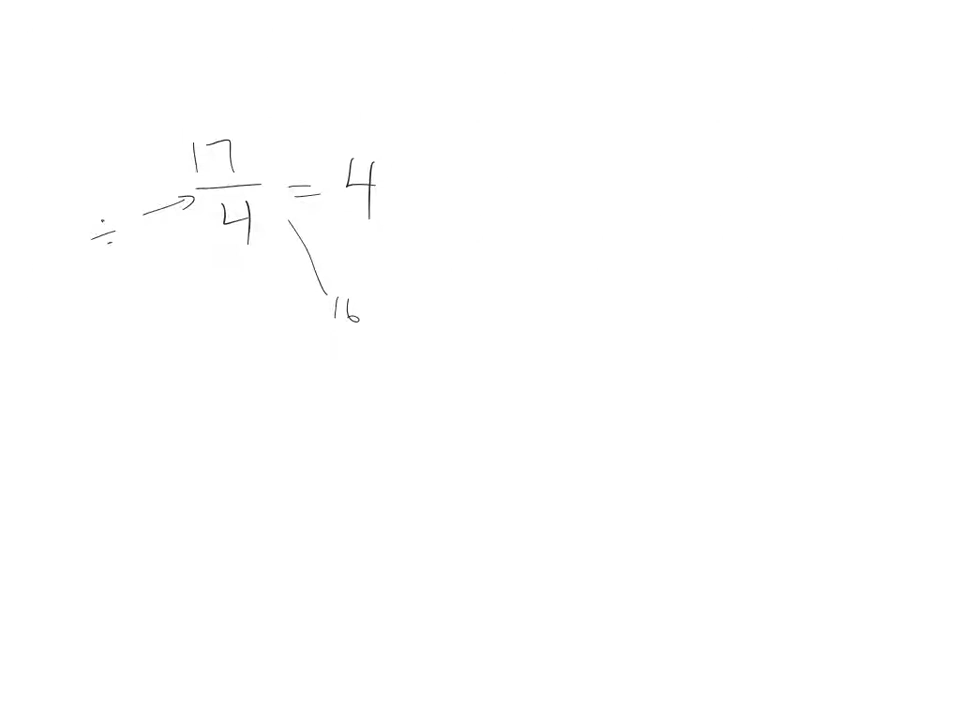 17
÷ → — = 4
4
16